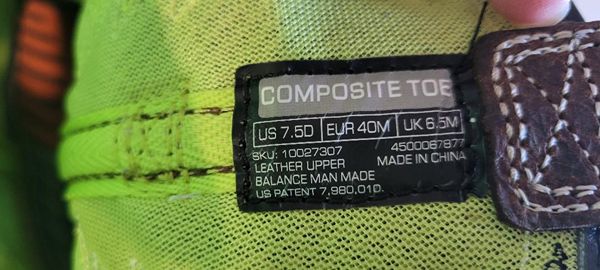 COMPOSITE TOE
US 7.5D EUR 40M UK 6.5M
SKU: 10027307 4500067877
LEATHER UPPER MADE IN CHINA
BALANCE MAN MADE
US PATENT 7,980,010.